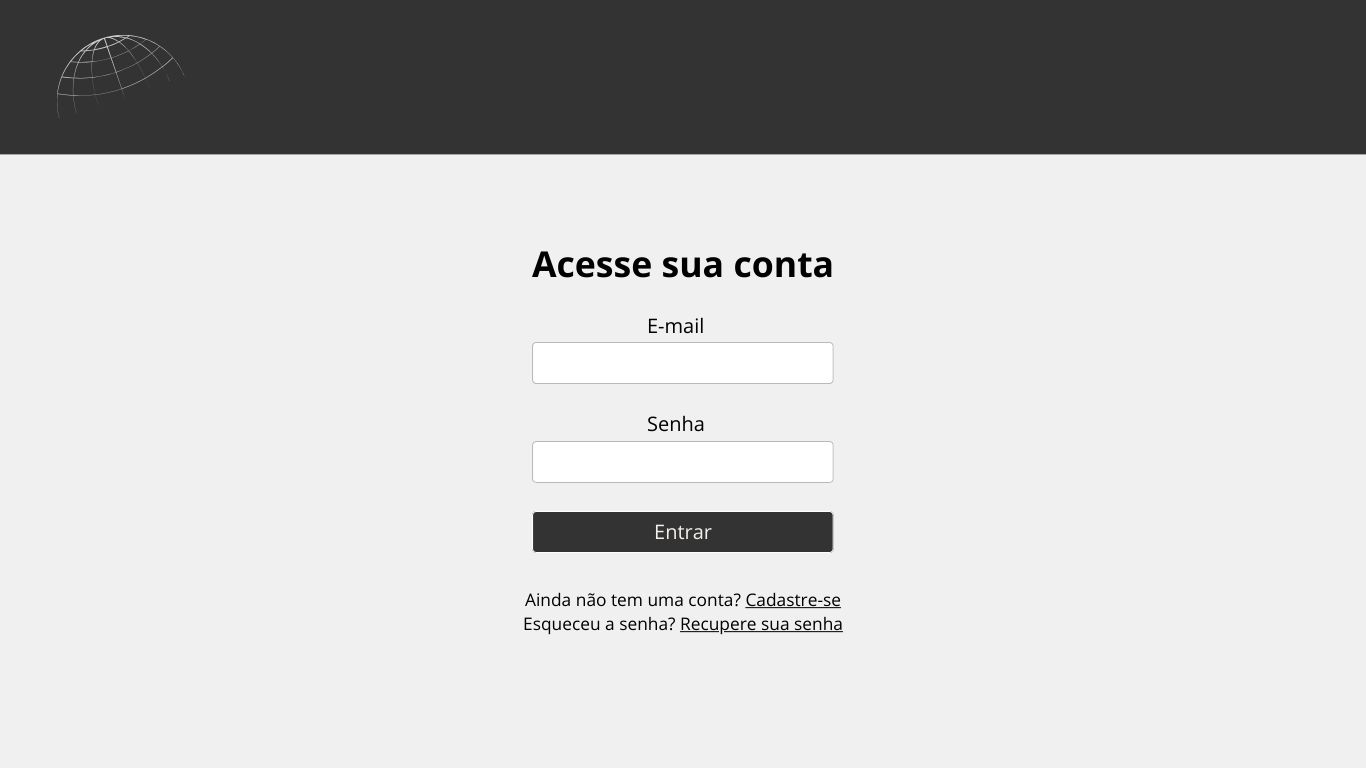 Acesse sua conta
E-mail
Senha
Entrar
Ainda não tem uma conta? Cadastre-se
Esqueceu a senha? Recupere sua senha